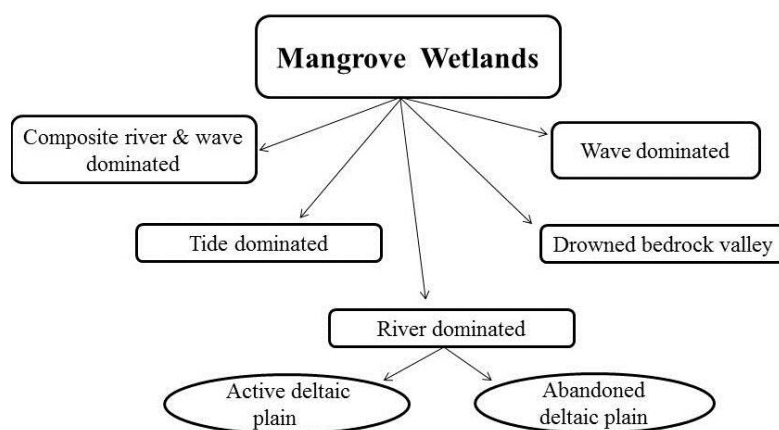 Mangrove Wetlands
Composite river & wave
dominated
Wave dominated
Tide dominated
Drowned bedrock valley
River dominated
Active deltaic
plain
Abandoned
deltaic plain